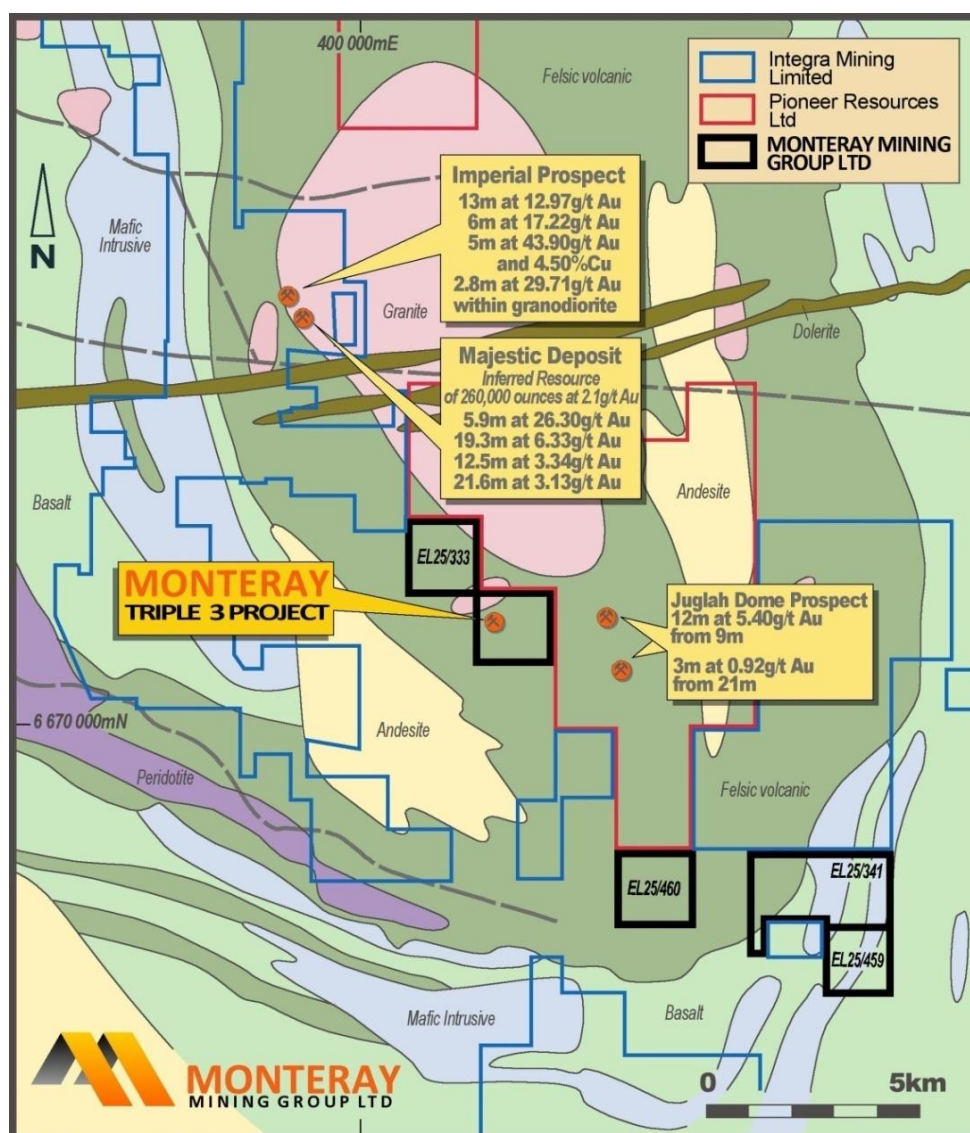 400 000mE
Felsic volcanic
Integra Mining
Limited
Pioneer Resources
Ltd
MONTERAY MINING
GROUP LTD
N
Mafic
Intrusive
Imperial Prospect
13m at 12.97g/t Au
6m at 17.22g/t Au
5m at 43.90g/t Au
and 4.50%Cu
2.8m at 29.71g/t Au
within granodiorite
Granite
Dolerite
Majestic Deposit
Inferred Resource
of 260,000 ounces at 2.1g/t Au
5.9m at 26.30g/t Au
19.3m at 6.33g/t Au
12.5m at 3.34g/t Au
21.6m at 3.13g/t Au
Basalt
Andesite
EL25/333
MONTERAY
TRIPLE 3 PROJECT
Juglah Dome Prospect
12m at 5.40g/t Au
from 9m
3m at 0.92g/t Au
from 21m
6 670 000mN
Andesite
Peridotite
Felsic volcanic
EL25/460
EL25/341
EL25/459
Mafic Intrusive
Basalt
MONTERAY
MINING GROUP LTD
0
5km